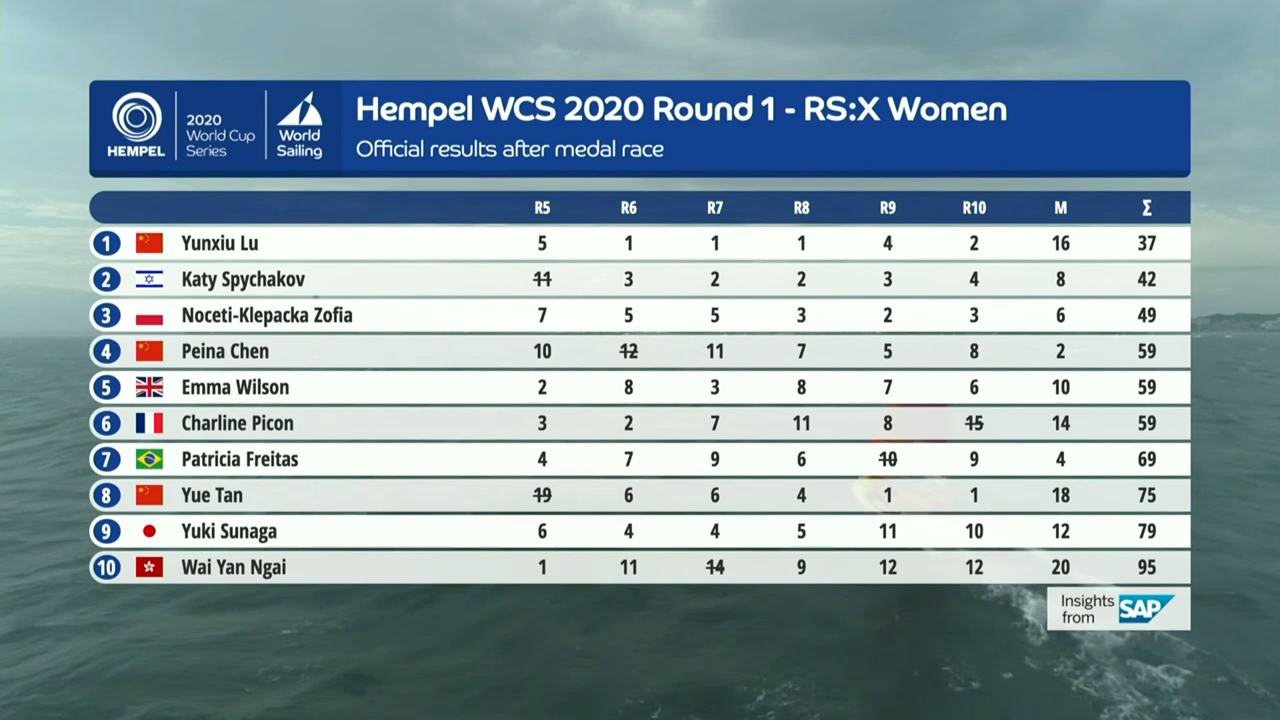 HEMPEL
2020
World Cup
Series
World
Sailing
Hempel WCS 2020 Round 1 - RS:X Women
Official results after medal race
R5 R6 R7 R8 R9 R10 M Σ
1 Yunxiu Lu 5 1 1 1 4 2 16 37
2 Katy Spychakov 11 3 2 2 3 4 8 42
3 Noceti-Klepacka Zofia 7 5 5 3 2 3 6 49
4 Peina Chen 10 12 11 7 5 8 2 59
5 Emma Wilson 2 8 3 8 7 6 10 59
6 Charline Picon 3 2 7 11 8 15 14 59
7 Patricia Freitas 4 7 9 6 10 9 4 69
8 Yue Tan 19 6 6 4 1 1 18 75
9 Yuki Sunaga 6 4 4 5 11 10 12 79
10 Wai Yan Ngai 1 11 14 9 12 12 20 95
Insights
from SAP